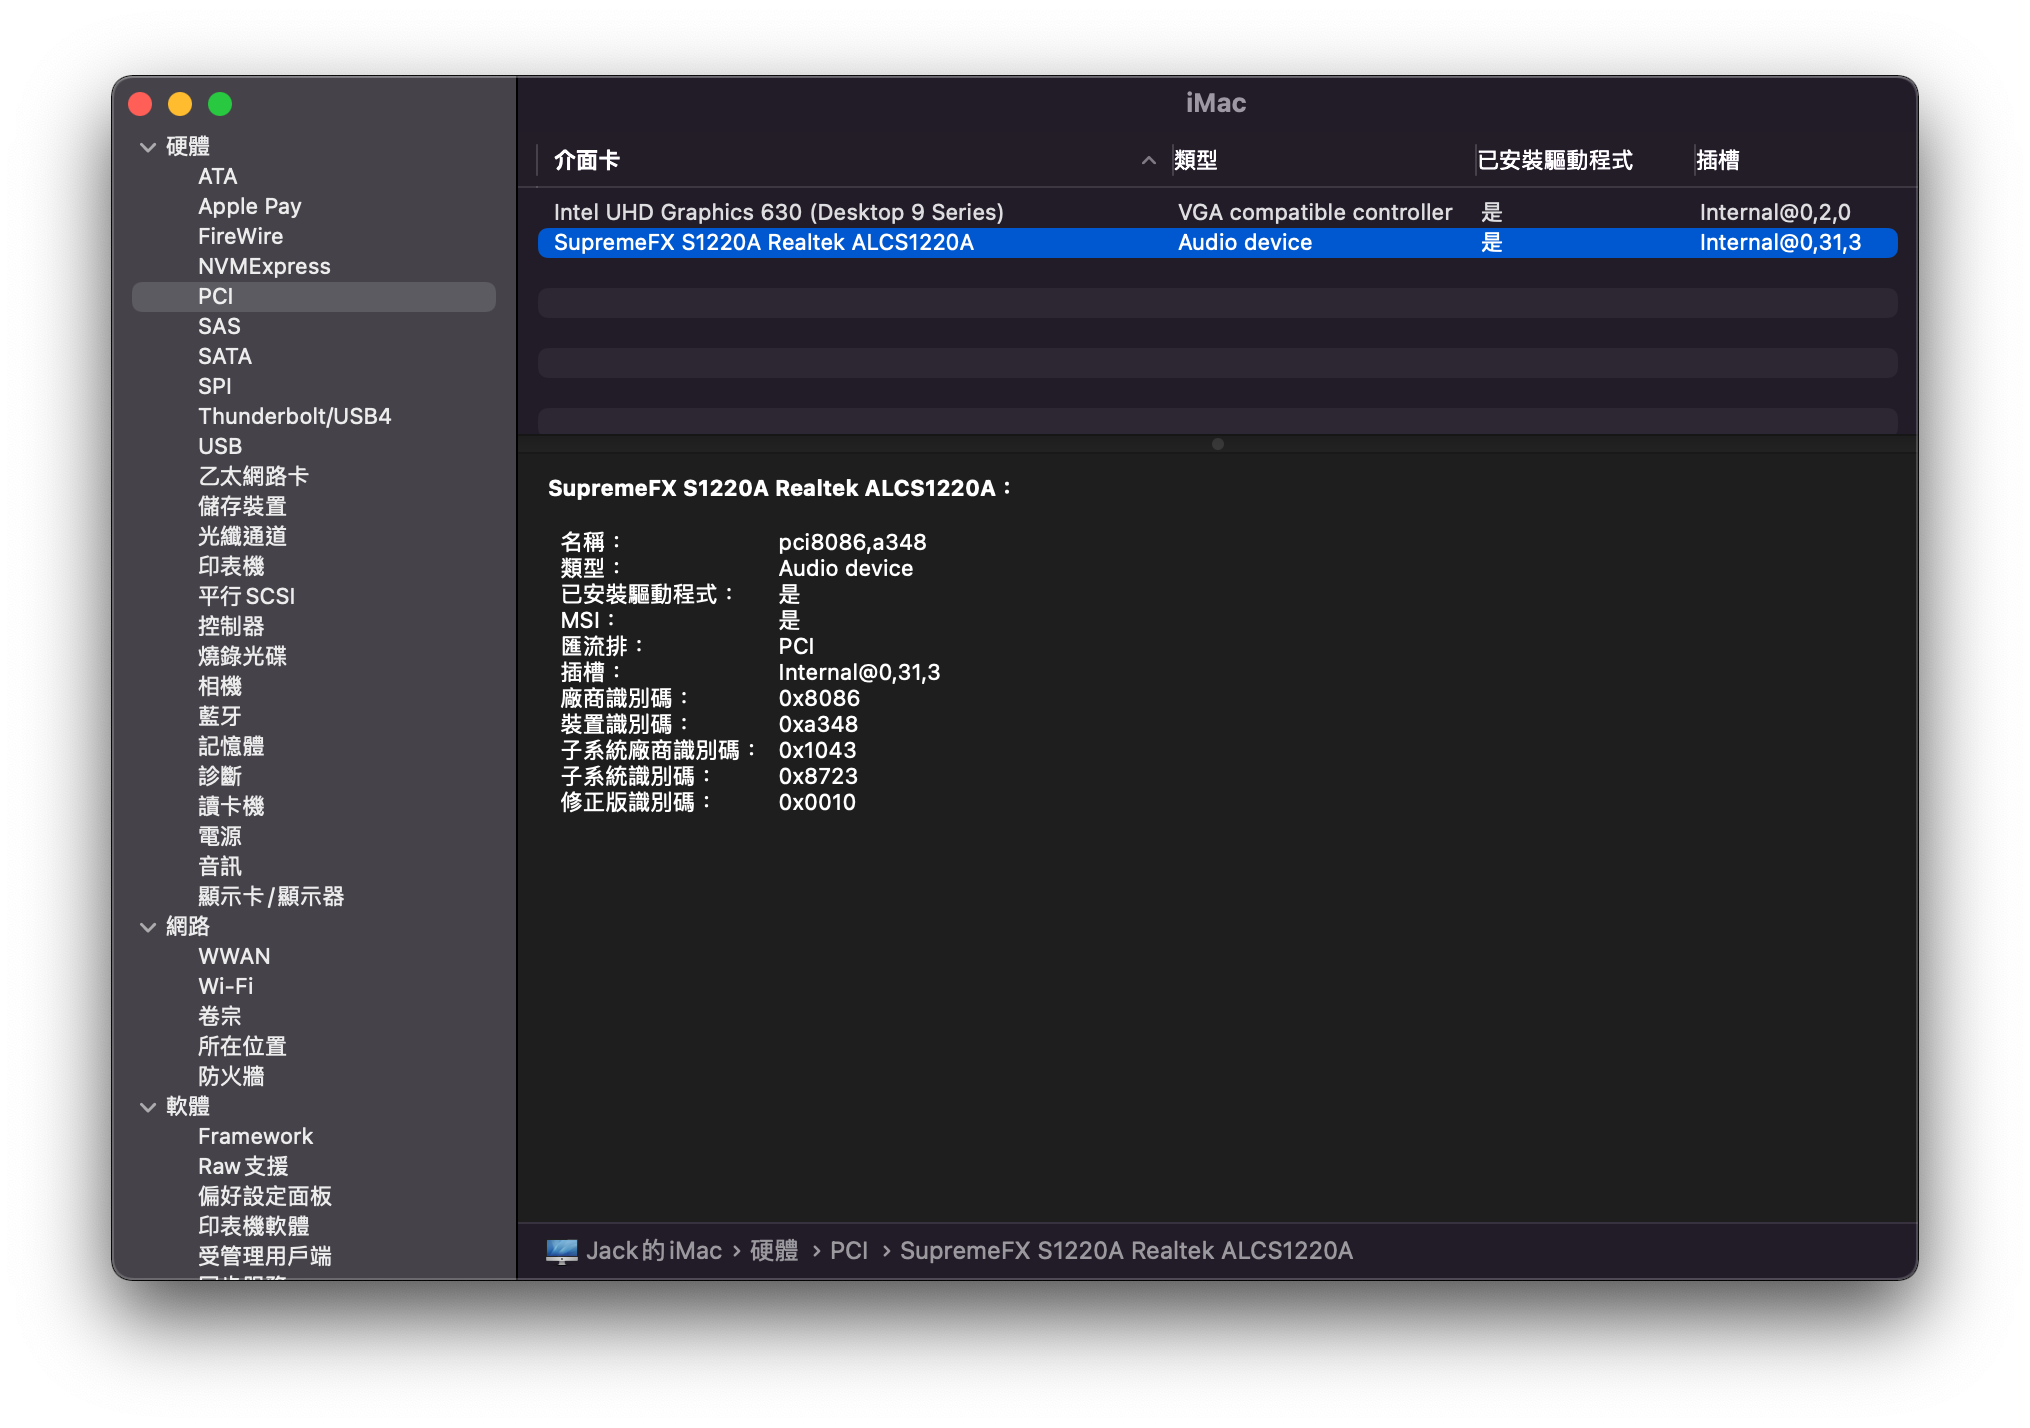 iMac
硬體
ATA
Apple Pay
FireWire
NVMExpress
PCI
SAS
SATA
SPI
Thunderbolt/USB4
USB
乙太網路卡
儲存裝置
光纖通道
印表機
平行 SCSI
控制器
燒錄光碟
相機
藍牙
記憶體
診斷
讀卡機
電源
音訊
顯示卡/顯示器
網路
WWAN
Wi-Fi
卷宗
所在位置
防火牆
軟體
Framework
Raw 支援
偏好設定面板
印表機軟體
受管理用戶端
介面卡 類型 已安裝驅動程式 插槽
Intel UHD Graphics 630 (Desktop 9 Series) VGA compatible controller 是 Internal@0,2,0
SupremeFX S1220A Realtek ALCS1220A Audio device 是 Internal@0,31,3
SupremeFX S1220A Realtek ALCS1220A：
名稱： pci8086,a348
類型： Audio device
已安裝驅動程式： 是
MSI： 是
匯流排： PCI
插槽： Internal@0,31,3
廠商識別碼： 0x8086
裝置識別碼： 0xa348
子系統廠商識別碼： 0x1043
子系統識別碼： 0x8723
修正版識別碼： 0x0010
Jack的iMac › 硬體 › PCI › SupremeFX S1220A Realtek ALCS1220A